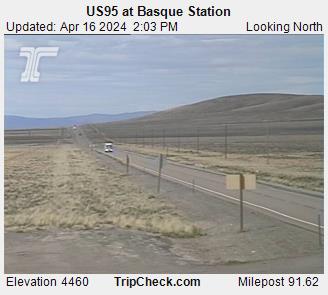 US95 at Basque Station
Updated: Apr 16 2024 2:03 PM Looking North
Elevation 4460 TripCheck.com Milepost 91.62